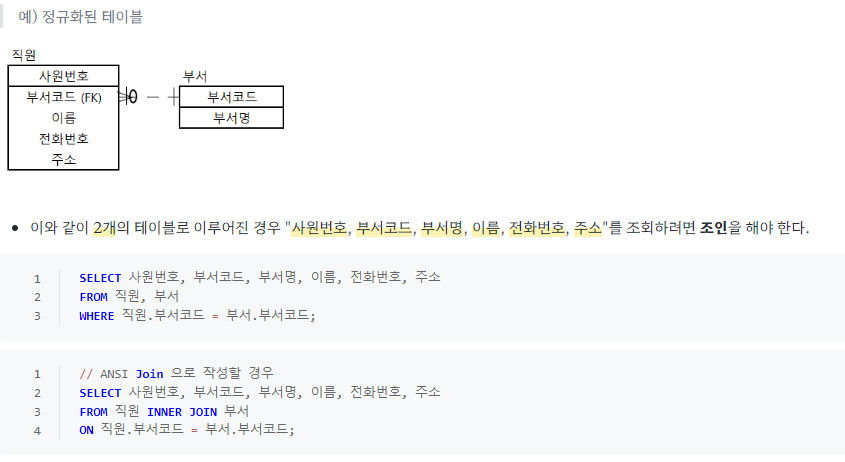 예) 정규화된 테이블
직원
사원번호
부서코드 (FK)
이름
전화번호
주소
부서
부서코드
부서명
이와 같이 2개의 테이블로 이루어진 경우 "사원번호, 부서코드, 부서명, 이름, 전화번호, 주소"를 조회하려면 조인을 해야 한다.
1 SELECT 사원번호, 부서코드, 부서명, 이름, 전화번호, 주소
2 FROM 직원, 부서
3 WHERE 직원.부서코드 = 부서.부서코드;
1 // ANSI Join 으로 작성할 경우
2 SELECT 사원번호, 부서코드, 부서명, 이름, 전화번호, 주소
3 FROM 직원 INNER JOIN 부서
4 ON 직원.부서코드 = 부서.부서코드;